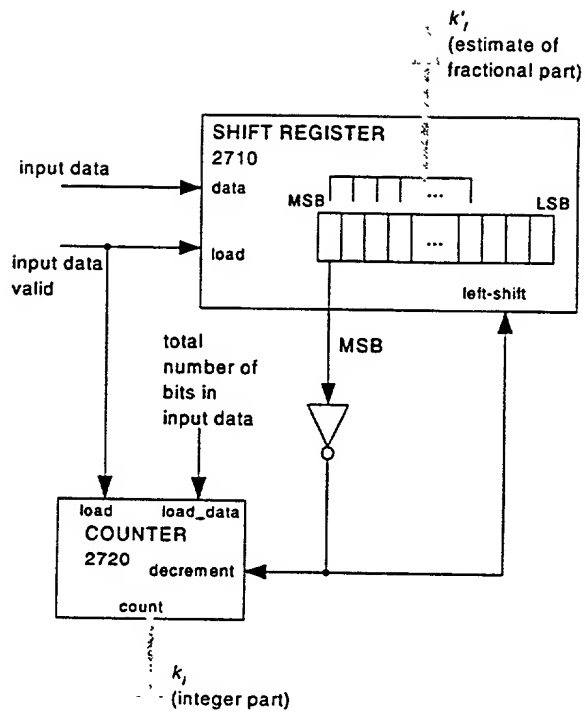 k'f
(estimate of
fractional part)
SHIFT REGISTER
2710
input data
data
MSB
...
LSB
...
input data
valid
load
left-shift
total
number of
bits in
input data
MSB
load
load_data
COUNTER
2720
decrement
count
ki
(integer part)